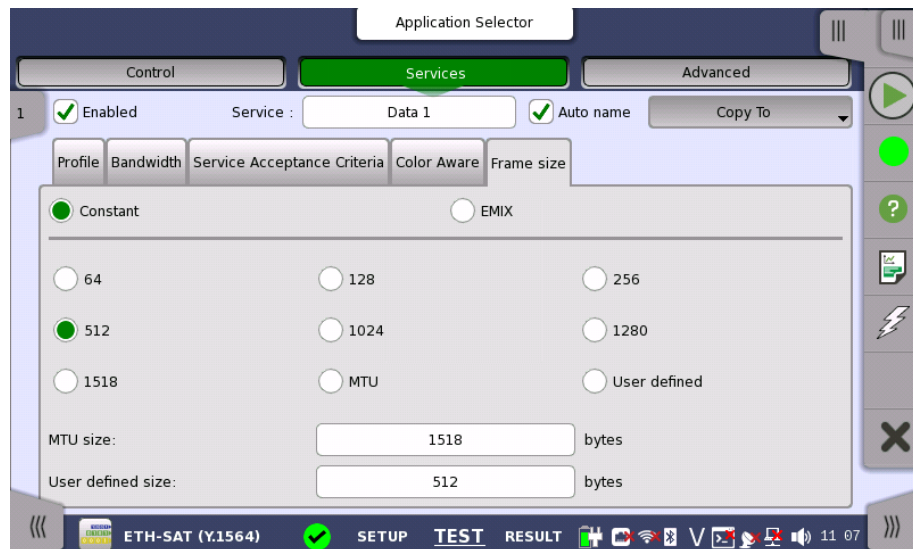 Application Selector
Control Services Advanced
1 Enabled Service : Data 1 Auto name Copy To
Profile Bandwidth Service Acceptance Criteria Color Aware Frame size
Constant EMIX
64 128 256
512 1024 1280
1518 MTU User defined
MTU size: 1518 bytes
User defined size: 512 bytes
ETH-SAT (Y.1564) SETUP TEST RESULT V 11 07